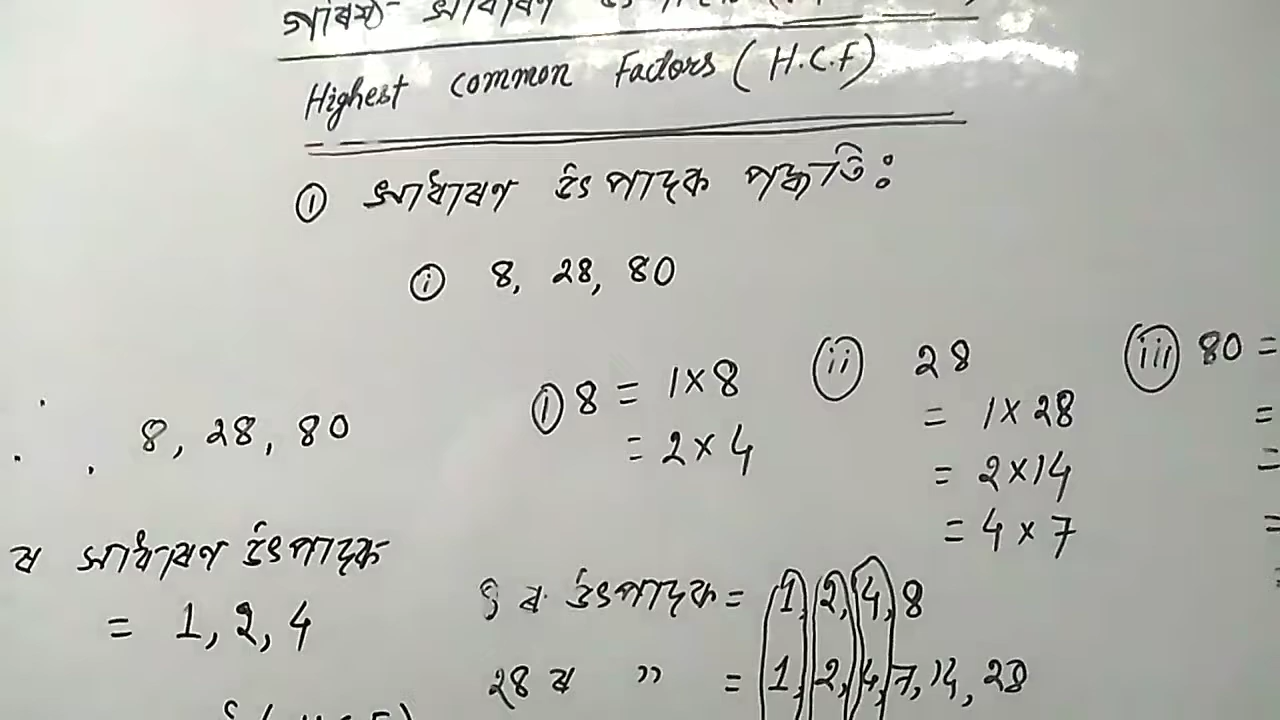 Highest common Factors (H.C.F)
① সাধাৰণ উৎপাদক পদ্ধতি :
ⓘ 8, 28, 80
ⓘ 8 = 1 × 8
= 2 × 4
ⓘⓘ 28
= 1 × 28
= 2 × 14
= 4 × 7
ⓘⓘⓘ 80 =
=
=
=
8, 28, 80
ৰ সাধাৰণ উৎপাদক
= 1, 2, 4
8 ৰ উৎপাদক = 1, 2, 4, 8
28 ৰ " = 1, 2, 4, 7, 14, 28